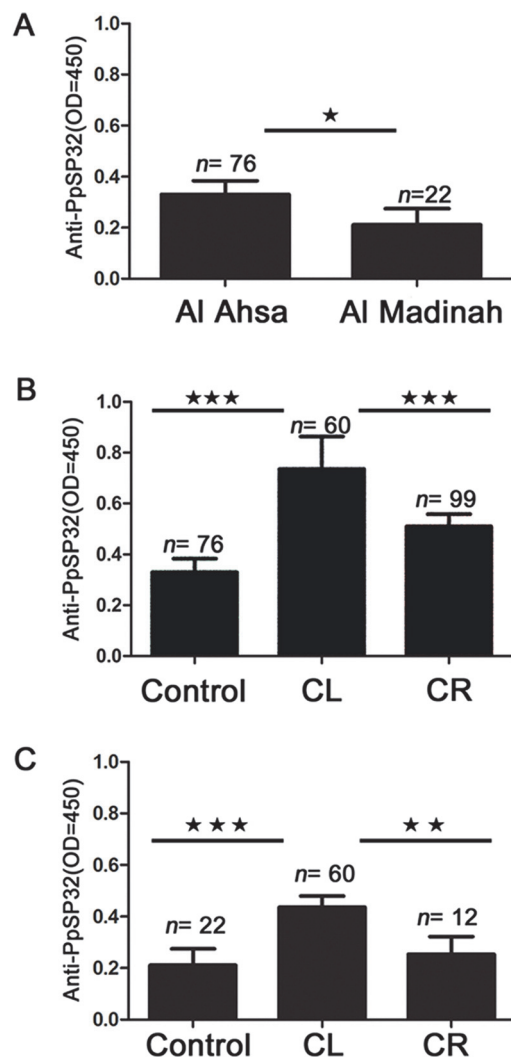 A
Anti-PpSP32(OD=450)
1.0
0.8
0.6
0.4
0.2
0.0
★
n= 76
n=22
Al Ahsa
Al Madinah
B
Anti-PpSP32(OD=450)
1.0
0.8
0.6
0.4
0.2
0.0
★★★
★★★
n= 60
n= 99
n= 76
Control
CL
CR
C
Anti-PpSP32(OD=450)
1.0
0.8
0.6
0.4
0.2
0.0
★★★
★★
n= 60
n= 22
n= 12
Control
CL
CR